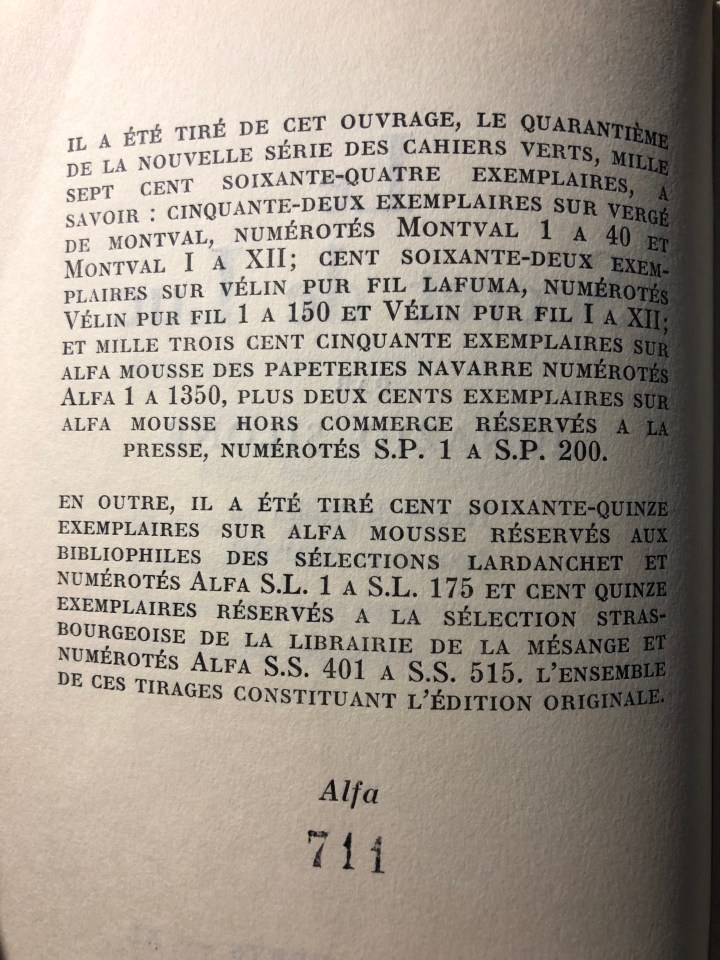 IL A ÉTÉ TIRÉ DE CET OUVRAGE, LE QUARANTIÈME
DE LA NOUVELLE SÉRIE DES CAHIERS VERTS, MILLE
SEPT CENT SOIXANTE-QUATRE EXEMPLAIRES, A
SAVOIR : CINQUANTE-DEUX EXEMPLAIRES SUR VERGÉ
DE MONTVAL, NUMÉROTÉS MONTVAL 1 A 40 ET
MONTVAL I A XII; CENT SOIXANTE-DEUX EXEM-
PLAIRES SUR VÉLIN PUR FIL LAFUMA, NUMÉROTÉS
VÉLIN PUR FIL 1 A 150 ET VÉLIN PUR FIL I A XII;
ET MILLE TROIS CENT CINQUANTE EXEMPLAIRES SUR
ALFA MOUSSE DES PAPETERIES NAVARRE NUMÉROTÉS
ALFA 1 A 1350, PLUS DEUX CENTS EXEMPLAIRES SUR
ALFA MOUSSE HORS COMMERCE RÉSERVÉS A LA
PRESSE, NUMÉROTÉS S.P. 1 A S.P. 200.
EN OUTRE, IL A ÉTÉ TIRÉ CENT SOIXANTE-QUINZE
EXEMPLAIRES SUR ALFA MOUSSE RÉSERVÉS AUX
BIBLIOPHILES DES SÉLECTIONS LARDANCHET ET
NUMÉROTÉS ALFA S.L. 1 A S.L. 175 ET CENT QUINZE
EXEMPLAIRES RÉSERVÉS A LA SÉLECTION STRAS-
BOURGEOISE DE LA LIBRAIRIE DE LA MÉSANGE ET
NUMÉROTÉS ALFA S.S. 401 A S.S. 515. L'ENSEMBLE
DE CES TIRAGES CONSTITUANT L'ÉDITION ORIGINALE.
Alfa
711